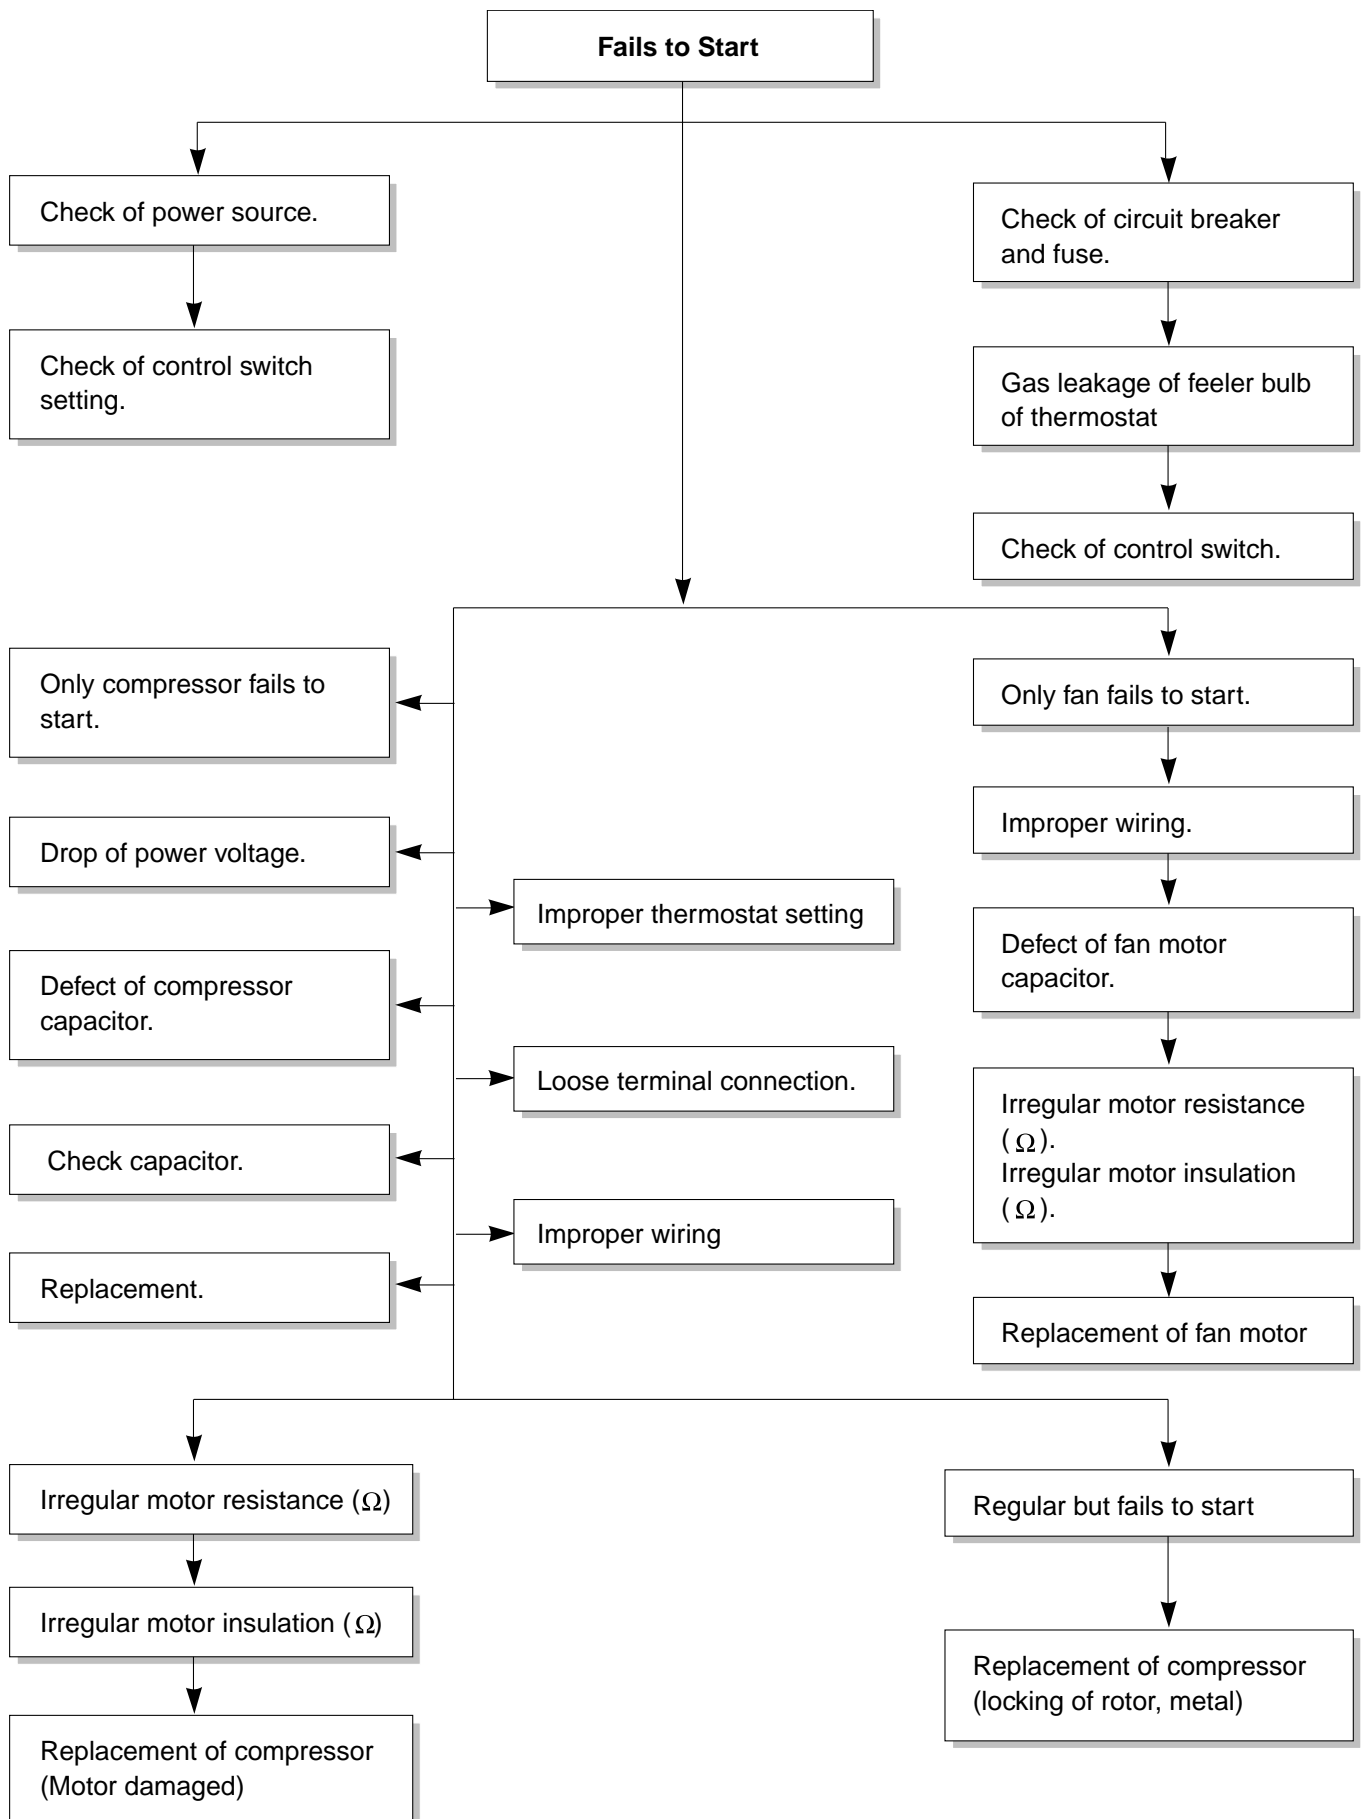 Fails to Start
Check of power source.
Check of control switch
setting.
Check of circuit breaker
and fuse.
Gas leakage of feeler bulb
of thermostat
Check of control switch.
Only compressor fails to
start.
Drop of power voltage.
Defect of compressor
capacitor.
Check capacitor.
Replacement.
Improper thermostat setting
Loose terminal connection.
Improper wiring
Only fan fails to start.
Improper wiring.
Defect of fan motor
capacitor.
Irregular motor resistance
(Ω).
Irregular motor insulation
(Ω).
Replacement of fan motor
Irregular motor resistance (Ω)
Irregular motor insulation (Ω)
Replacement of compressor
(Motor damaged)
Regular but fails to start
Replacement of compressor
(locking of rotor, metal)